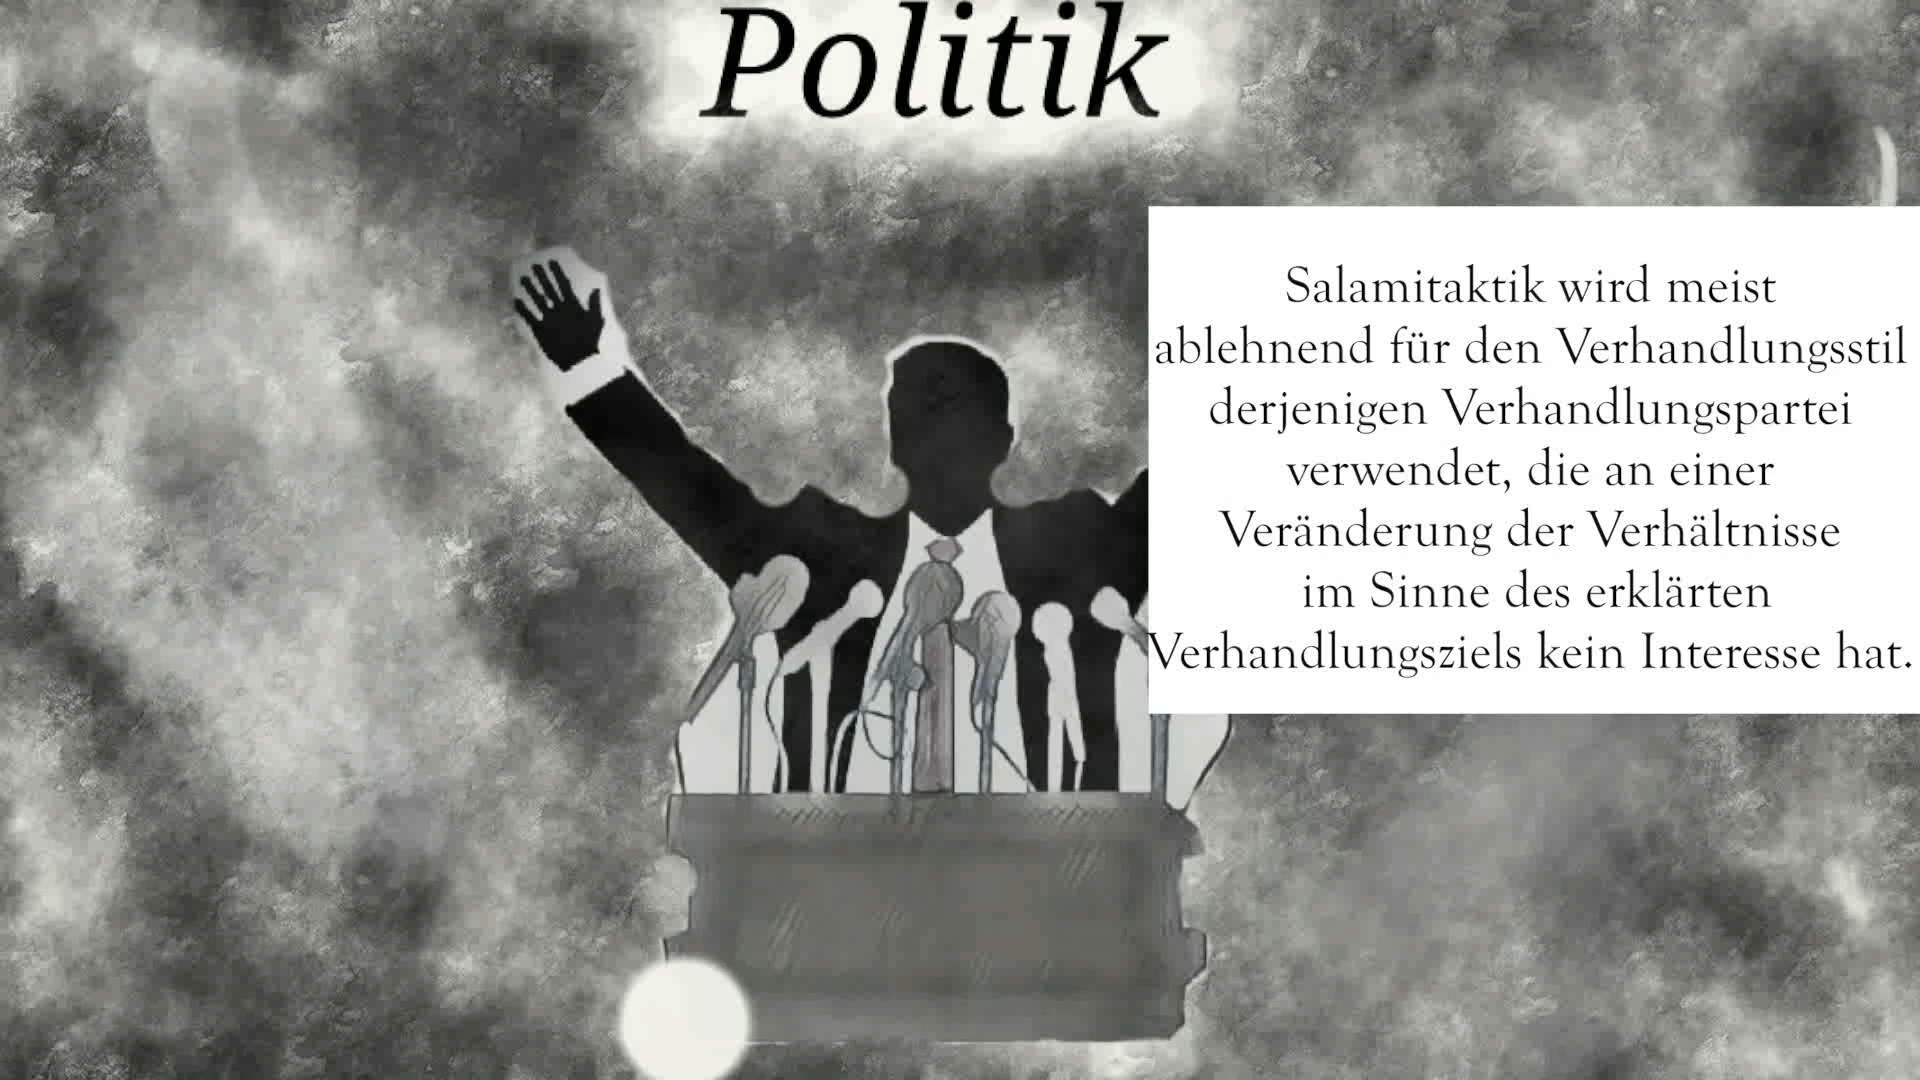 Politik
Salamitaktik wird meist
ablehnend für den Verhandlungsstil
derjenigen Verhandlungspartei
verwendet, die an einer
Veränderung der Verhältnisse
im Sinne des erklärten
Verhandlungsziels kein Interesse hat.